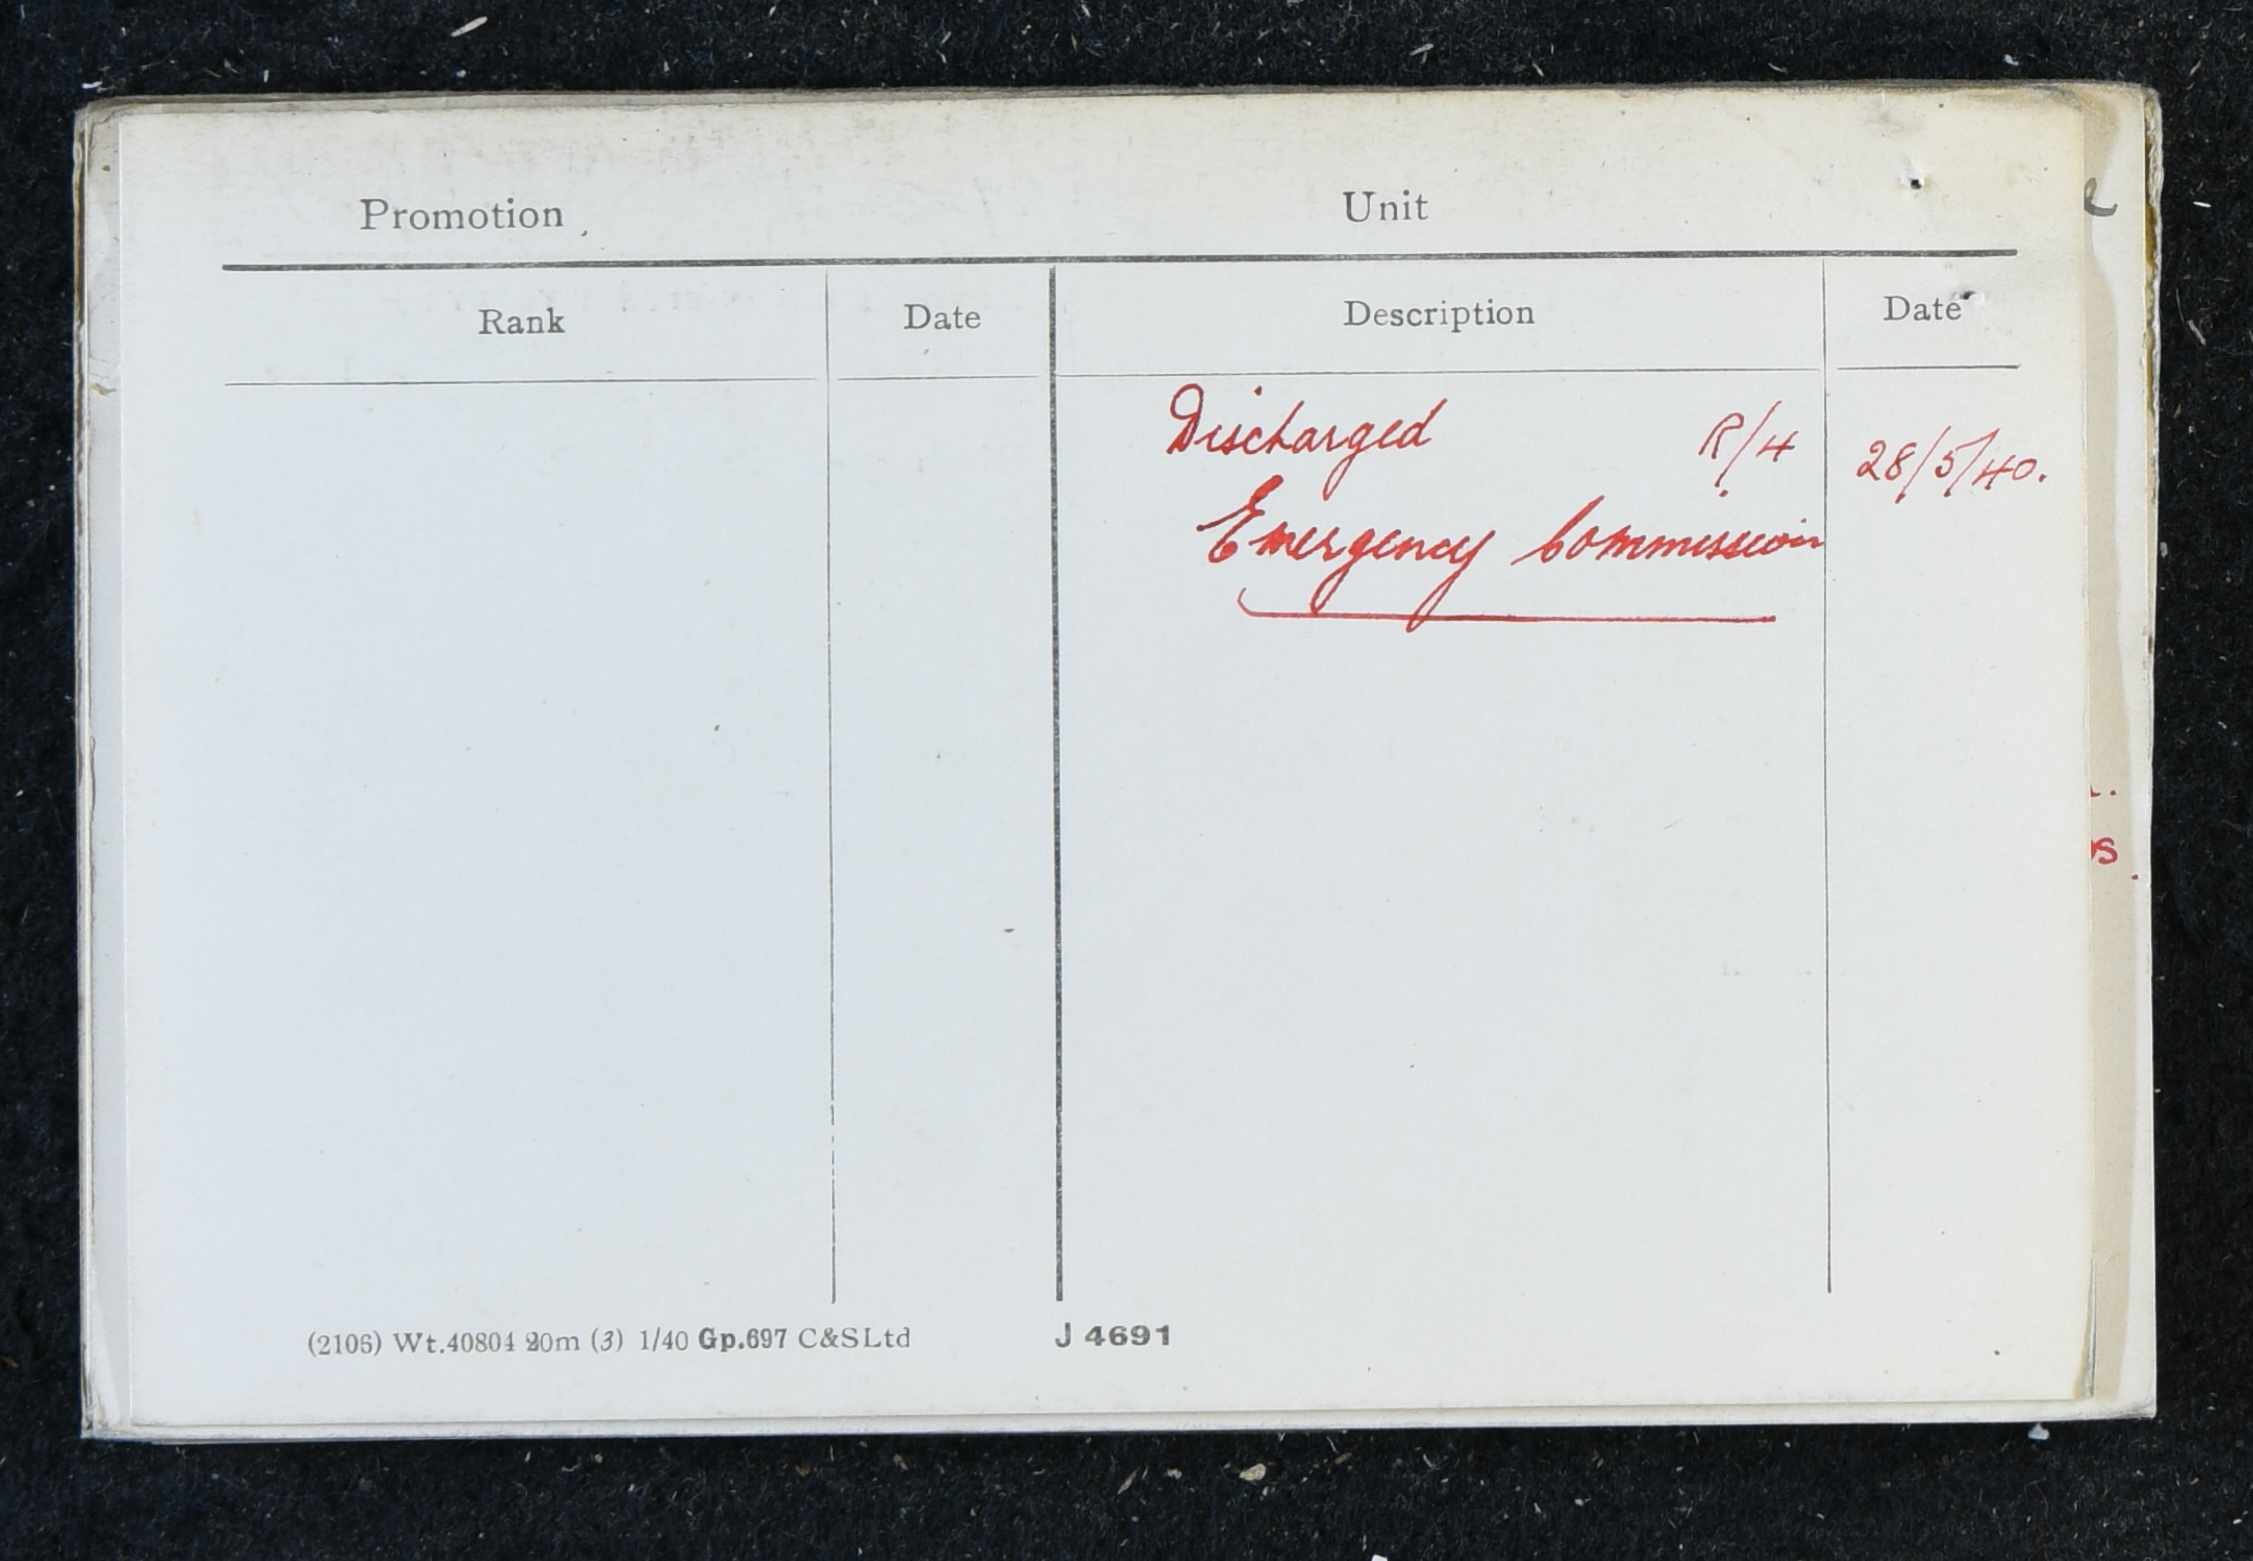 Promotion
Unit
Rank
Date
Description
Date
Discharged R/4 28/5/40.
Emergency Commission
(2106) Wt.40804 20m (3) 1/40 Gp.697 C&SLtd J 4691